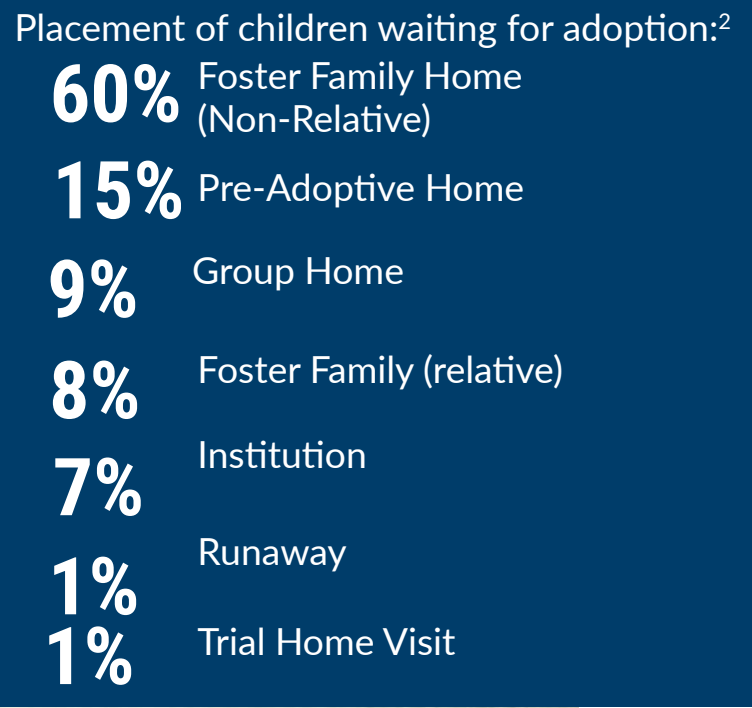 Placement of children waiting for adoption:2
60% Foster Family Home
(Non-Relative)
15% Pre-Adoptive Home
9% Group Home
8% Foster Family (relative)
7% Institution
1% Runaway
1% Trial Home Visit